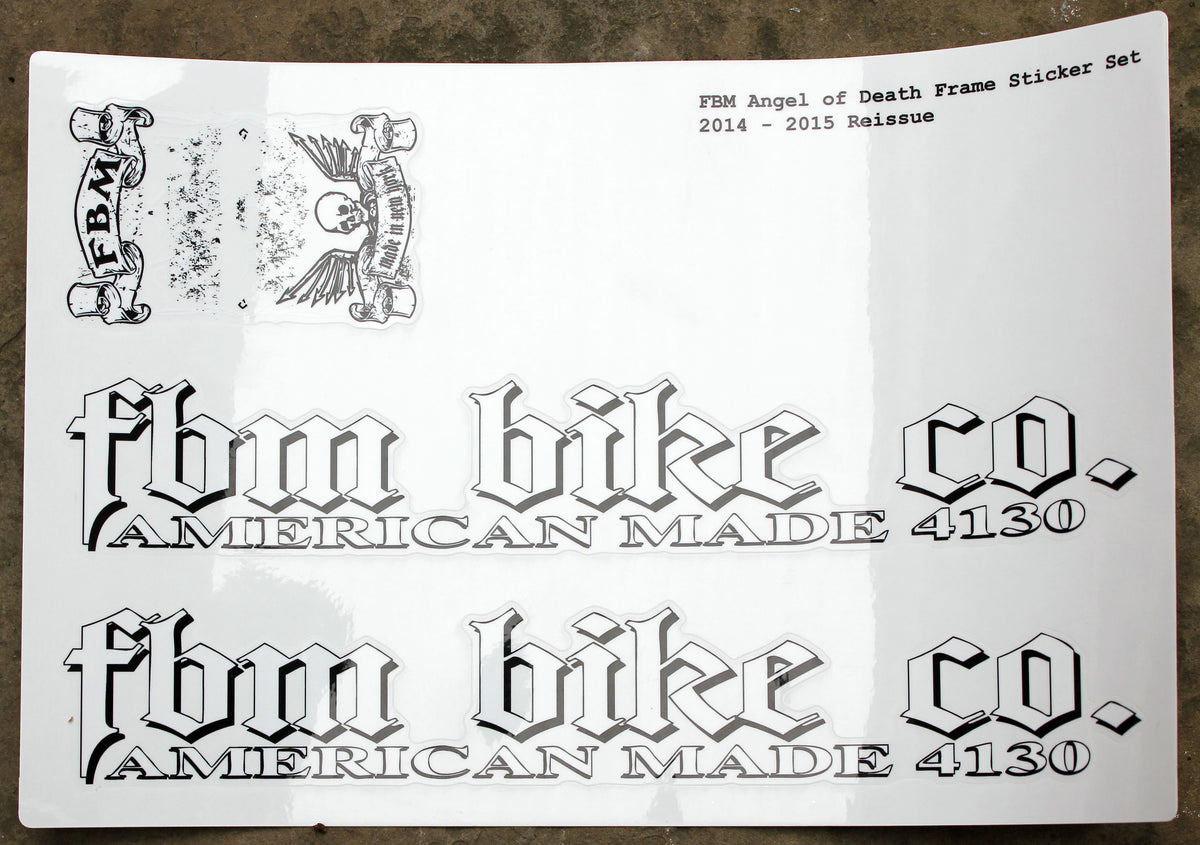 FBM Angel of Death Frame Sticker Set
2014 - 2015 Reissue
FBM
made in new york
fbm bike co.
AMERICAN MADE 4130
fbm bike co.
AMERICAN MADE 4130